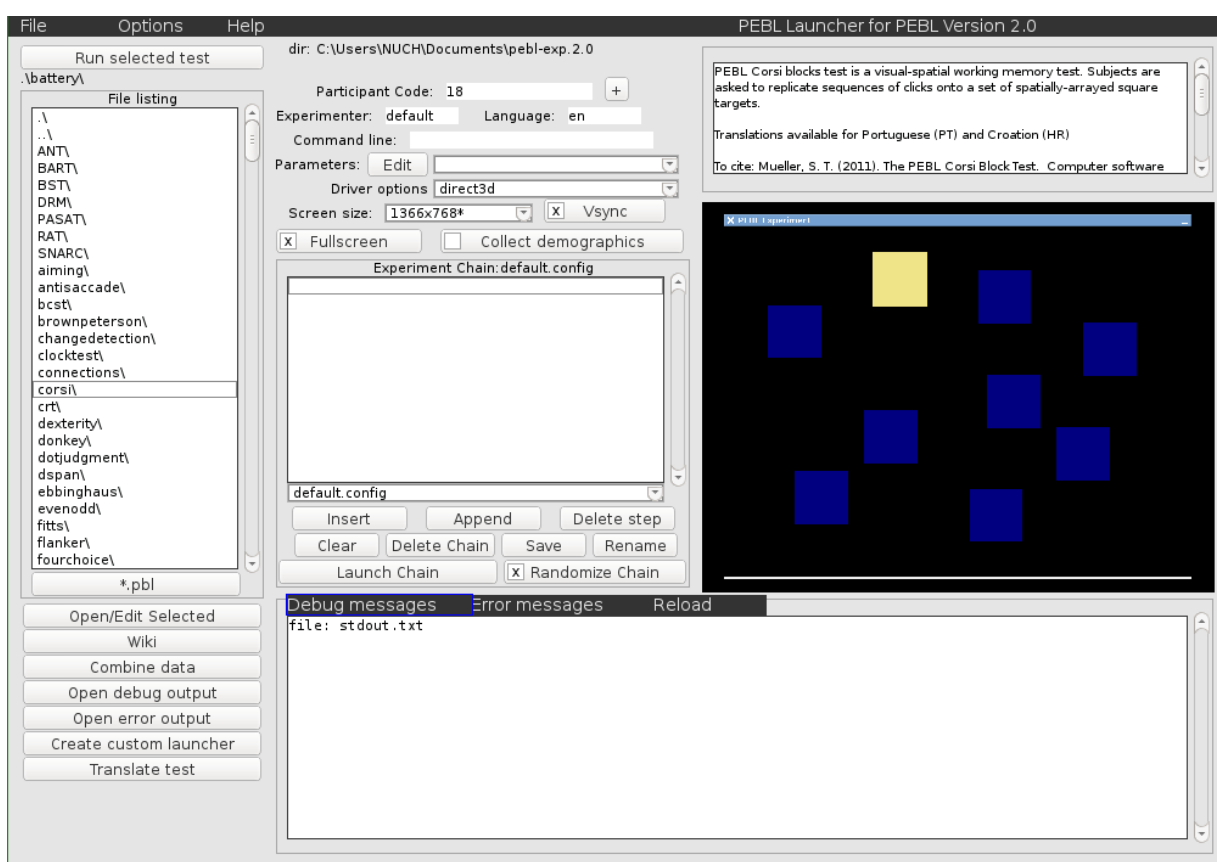 File Options Help PEBL Launcher for PEBL Version 2.0
Run selected test
.\battery\
File listing
.\
..\
ANT\
BART\
BST\
DRM\
PASAT\
RAT\
SNARC\
aiming\
antisaccade\
bcst\
brownpeterson\
changedetection\
clocktest\
connections\
corsi\
crt\
dexterity\
donkey\
dotjudgment\
dspan\
ebbinghaus\
evenodd\
fitts\
flanker\
fourchoice\
*.pbl
Open/Edit Selected
Wiki
Combine data
Open debug output
Open error output
Create custom launcher
Translate test
dir: C:\Users\NUCH\Documents\pebl-exp.2.0
Participant Code: 18 +
Experimenter: default Language: en
Command line:
Parameters: Edit
Driver options direct3d
Screen size: 1366x768* X Vsync
X Fullscreen Collect demographics
Experiment Chain:default.config
default.config
Insert Append Delete step
Clear Delete Chain Save Rename
Launch Chain X Randomize Chain
PEBL Corsi blocks test is a visual-spatial working memory test. Subjects are
asked to replicate sequences of clicks onto a set of spatially-arrayed square
targets.
Translations available for Portuguese (PT) and Croation (HR)
To cite: Mueller, S. T. (2011). The PEBL Corsi Block Test. Computer software
X PEBL Experiment
Debug messages Error messages Reload
file: stdout.txt